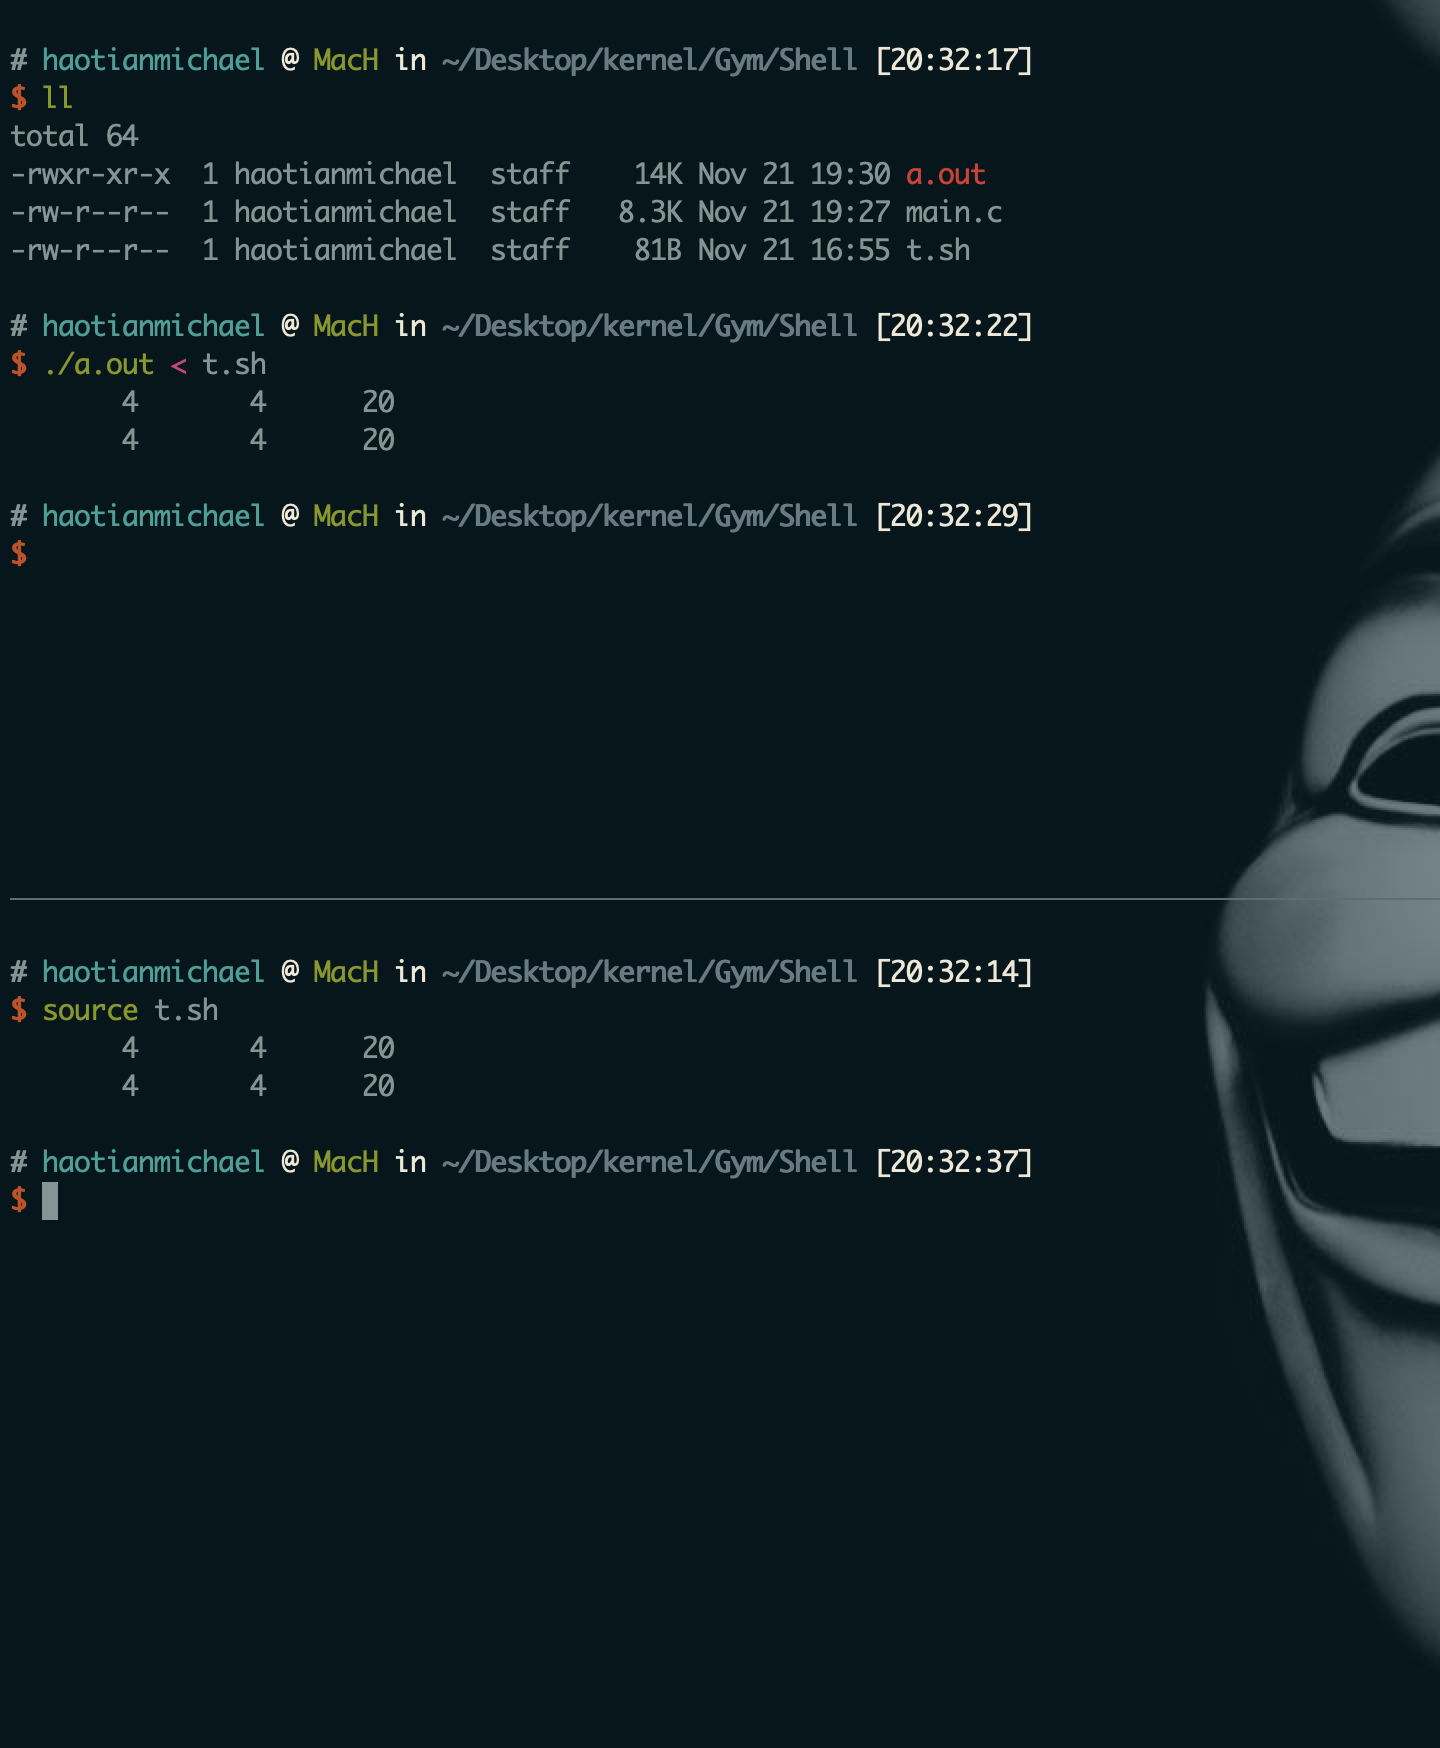 # haotianmichael @ MacH in ~/Desktop/kernel/Gym/Shell [20:32:17]
$ ll
total 64
-rwxr-xr-x  1 haotianmichael  staff    14K Nov 21 19:30 a.out
-rw-r--r--  1 haotianmichael  staff   8.3K Nov 21 19:27 main.c
-rw-r--r--  1 haotianmichael  staff    81B Nov 21 16:55 t.sh
# haotianmichael @ MacH in ~/Desktop/kernel/Gym/Shell [20:32:22]
$ ./a.out < t.sh
       4       4      20
       4       4      20
# haotianmichael @ MacH in ~/Desktop/kernel/Gym/Shell [20:32:29]
$
# haotianmichael @ MacH in ~/Desktop/kernel/Gym/Shell [20:32:14]
$ source t.sh
       4       4      20
       4       4      20
# haotianmichael @ MacH in ~/Desktop/kernel/Gym/Shell [20:32:37]
$